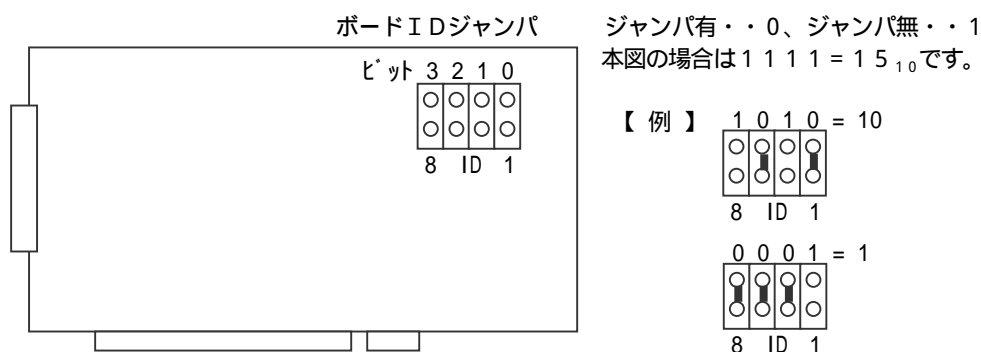 ボードＩＤジャンパ
ビット 3 2 1 0
8 ID 1
ジャンパ有・・０、ジャンパ無・・１
本図の場合は１１１１＝１５₁₀です。
【 例 】 1 0 1 0 = 10
8 ID 1
0 0 0 1 = 1
8 ID 1